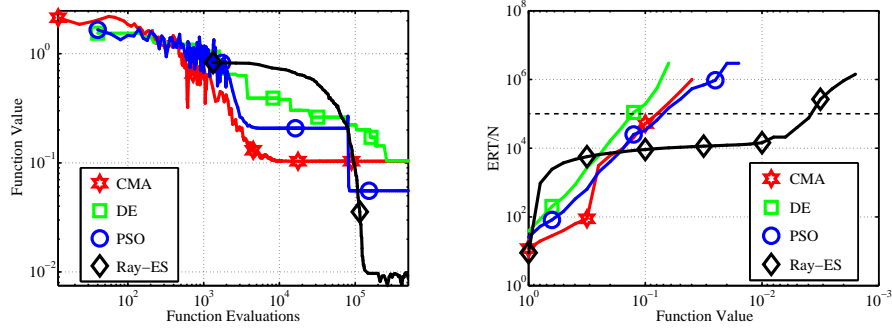 10^0
10^-1
10^-2
10^2
10^3
10^4
10^5
Function Value
Function Evaluations
CMA
DE
PSO
Ray−ES
10^8
10^6
10^4
10^2
10^0
10^0
10^-1
10^-2
10^-3
ERT/N
Function Value
CMA
DE
PSO
Ray−ES